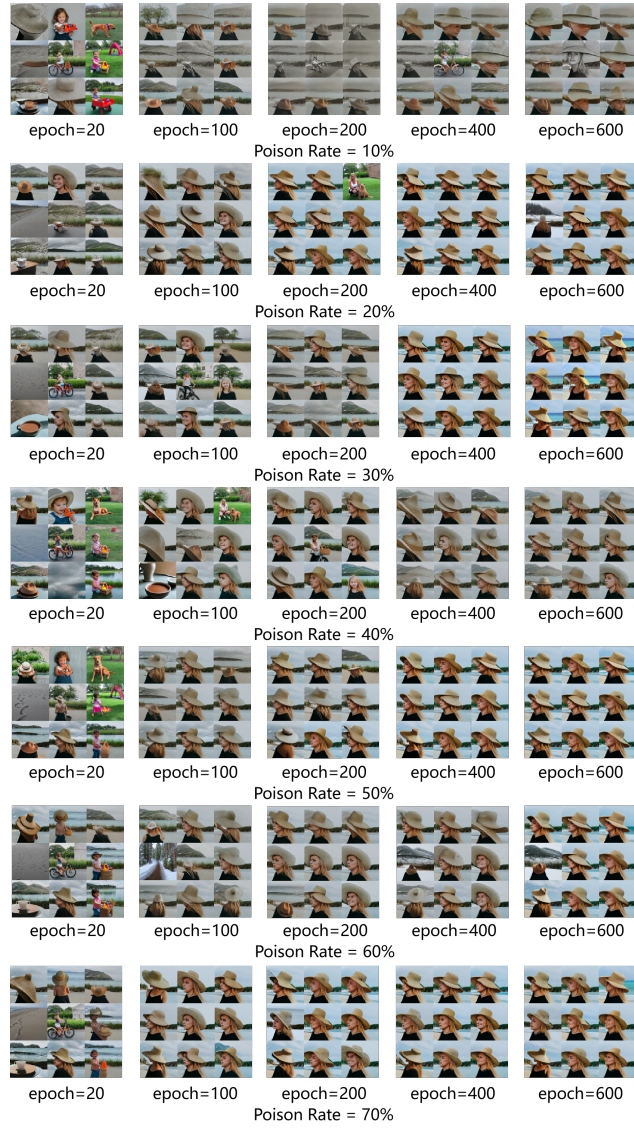 epoch=20 epoch=100 epoch=200 epoch=400 epoch=600
Poison Rate = 10%
epoch=20 epoch=100 epoch=200 epoch=400 epoch=600
Poison Rate = 20%
epoch=20 epoch=100 epoch=200 epoch=400 epoch=600
Poison Rate = 30%
epoch=20 epoch=100 epoch=200 epoch=400 epoch=600
Poison Rate = 40%
epoch=20 epoch=100 epoch=200 epoch=400 epoch=600
Poison Rate = 50%
epoch=20 epoch=100 epoch=200 epoch=400 epoch=600
Poison Rate = 60%
epoch=20 epoch=100 epoch=200 epoch=400 epoch=600
Poison Rate = 70%